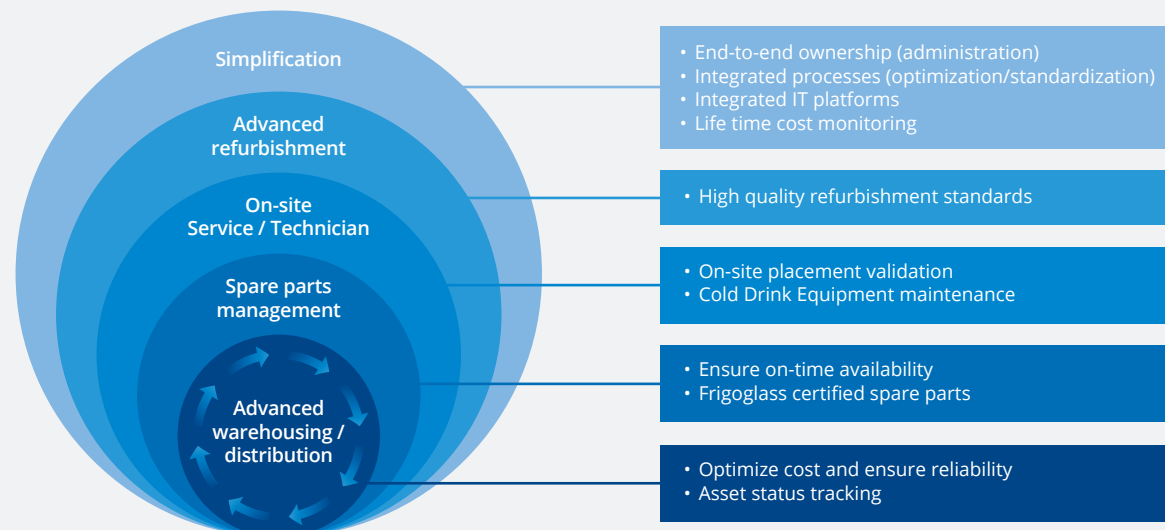 Simplification
Advanced
refurbishment
On-site
Service / Technician
Spare parts
management
Advanced
warehousing /
distribution
• End-to-end ownership (administration)
• Integrated processes (optimization/standardization)
• Integrated IT platforms
• Life time cost monitoring
• High quality refurbishment standards
• On-site placement validation
• Cold Drink Equipment maintenance
• Ensure on-time availability
• Frigoglass certified spare parts
• Optimize cost and ensure reliability
• Asset status tracking